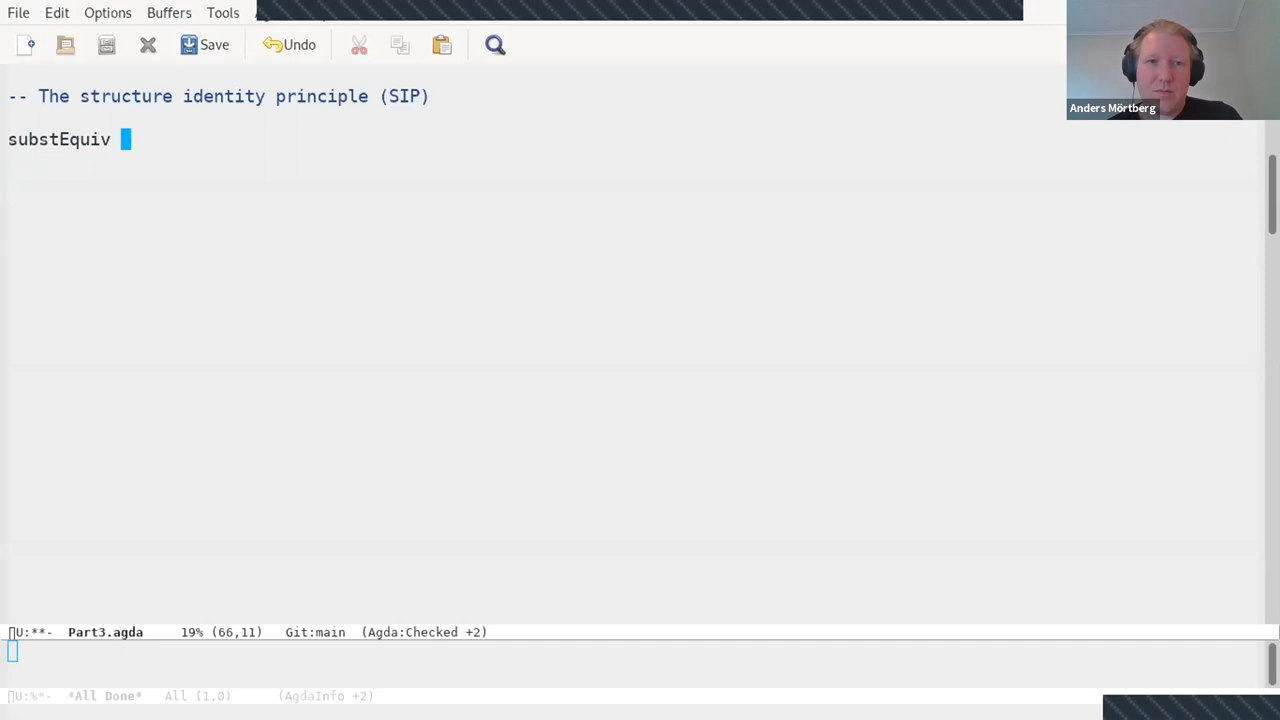 File Edit Options Buffers Tools
Save Undo
Anders Mörtberg
-- The structure identity principle (SIP)
substEquiv
U:**- Part3.agda 19% (66,11) Git:main (Agda:Checked +2)
U:%*- *All Done* All (1,0) (AgdaInfo +2)